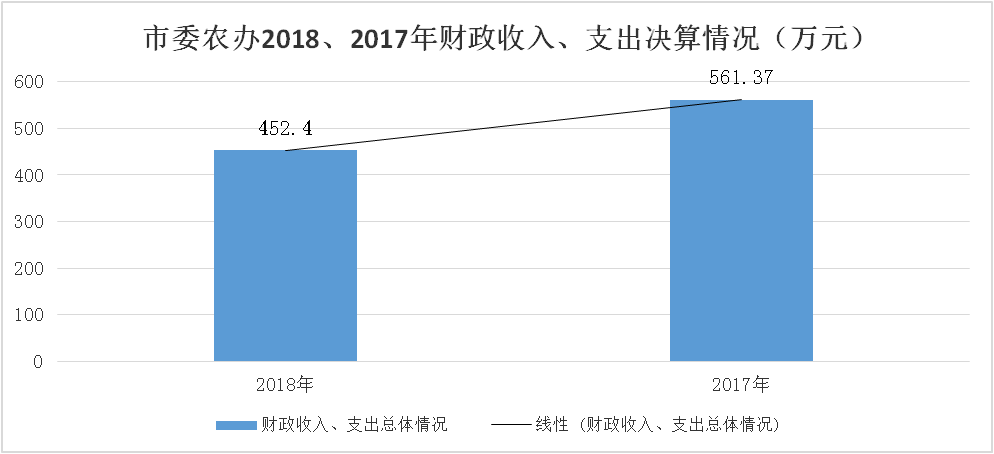 市委农办2018、2017年财政收入、支出决算情况（万元）
600
500
400
300
200
100
0
452.4
561.37
2018年
2017年
财政收入、支出总体情况
线性 (财政收入、支出总体情况)